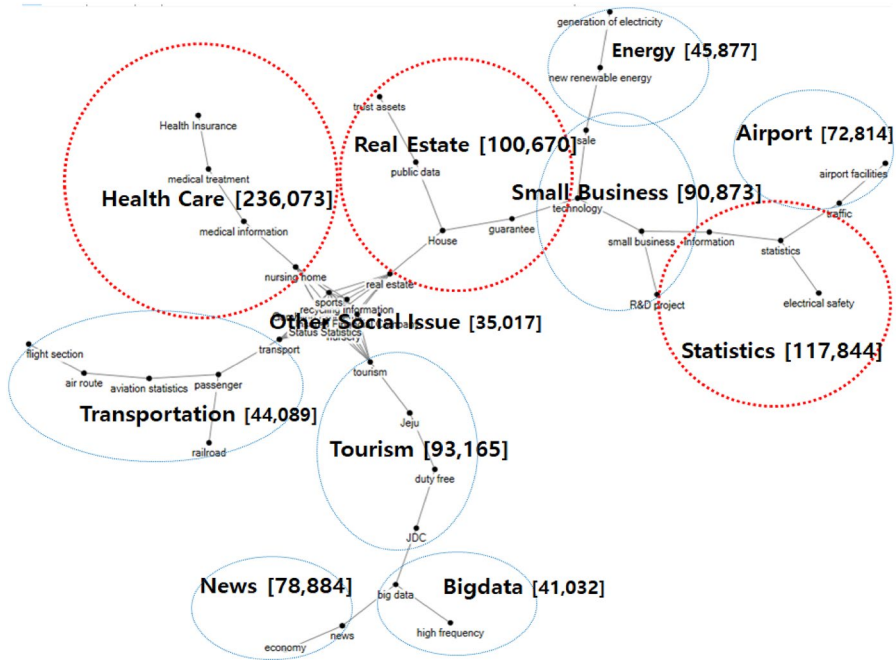 generation of electricity
Energy [45,877]
new renewable energy
trust assets
Health Insurance
Real Estate [100,670]
sale
Airport [72,814]
public data
airport facilities
medical treatment
Health Care [236,073]
Small Business [90,873]
technology
traffic
medical information
guarantee
House
small business
Information
statistics
nursing home
real estate
sports
recycling information
R&D project
electrical safety
Other Social Issue [35,017]
Status Statistics
nursery
transport
Statistics [117,844]
flight section
tourism
air route
aviation statistics
passenger
Transportation [44,089]
Jeju
railroad
Tourism [93,165]
duty free
JDC
News [78,884]
big data
Bigdata [41,032]
news
high frequency
economy